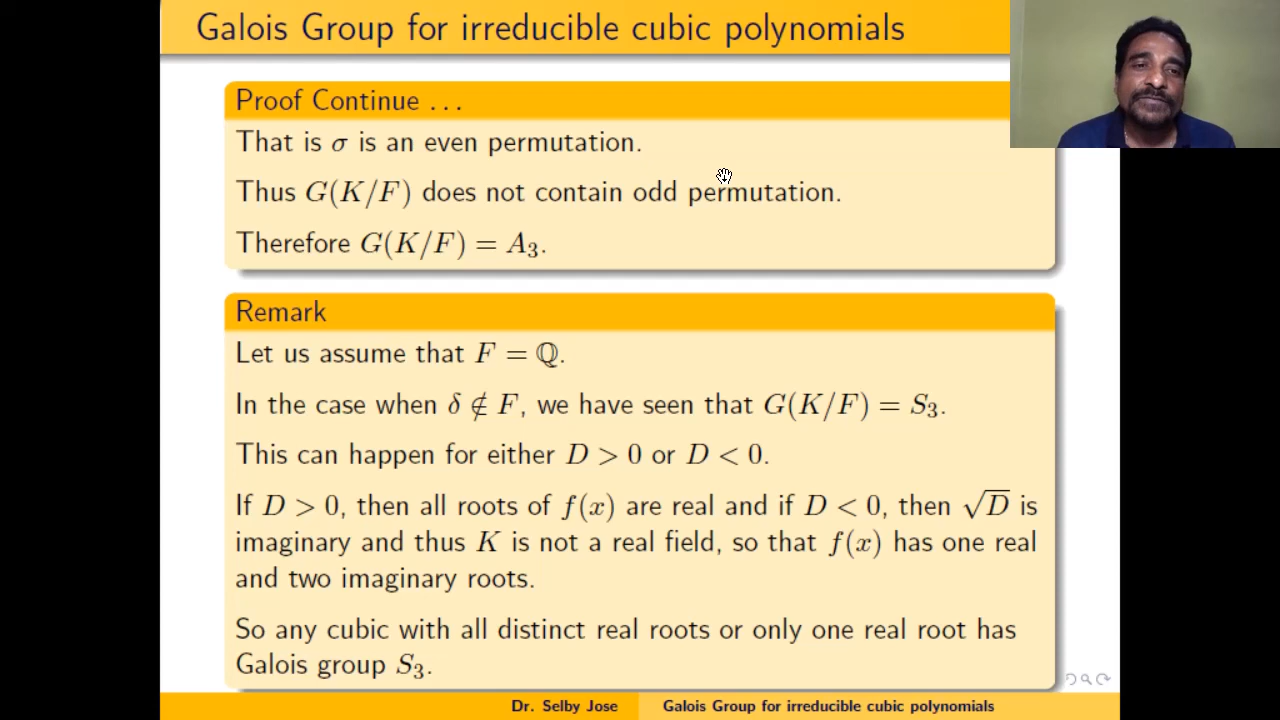 Galois Group for irreducible cubic polynomials
Proof Continue ...
That is σ is an even permutation.
Thus G(K/F) does not contain odd permutation.
Therefore G(K/F) = A₃.
Remark
Let us assume that F = ℚ.
In the case when δ ∉ F, we have seen that G(K/F) = S₃.
This can happen for either D > 0 or D < 0.
If D > 0, then all roots of f(x) are real and if D < 0, then √D is
imaginary and thus K is not a real field, so that f(x) has one real
and two imaginary roots.
So any cubic with all distinct real roots or only one real root has
Galois group S₃.
Dr. Selby Jose
Galois Group for irreducible cubic polynomials